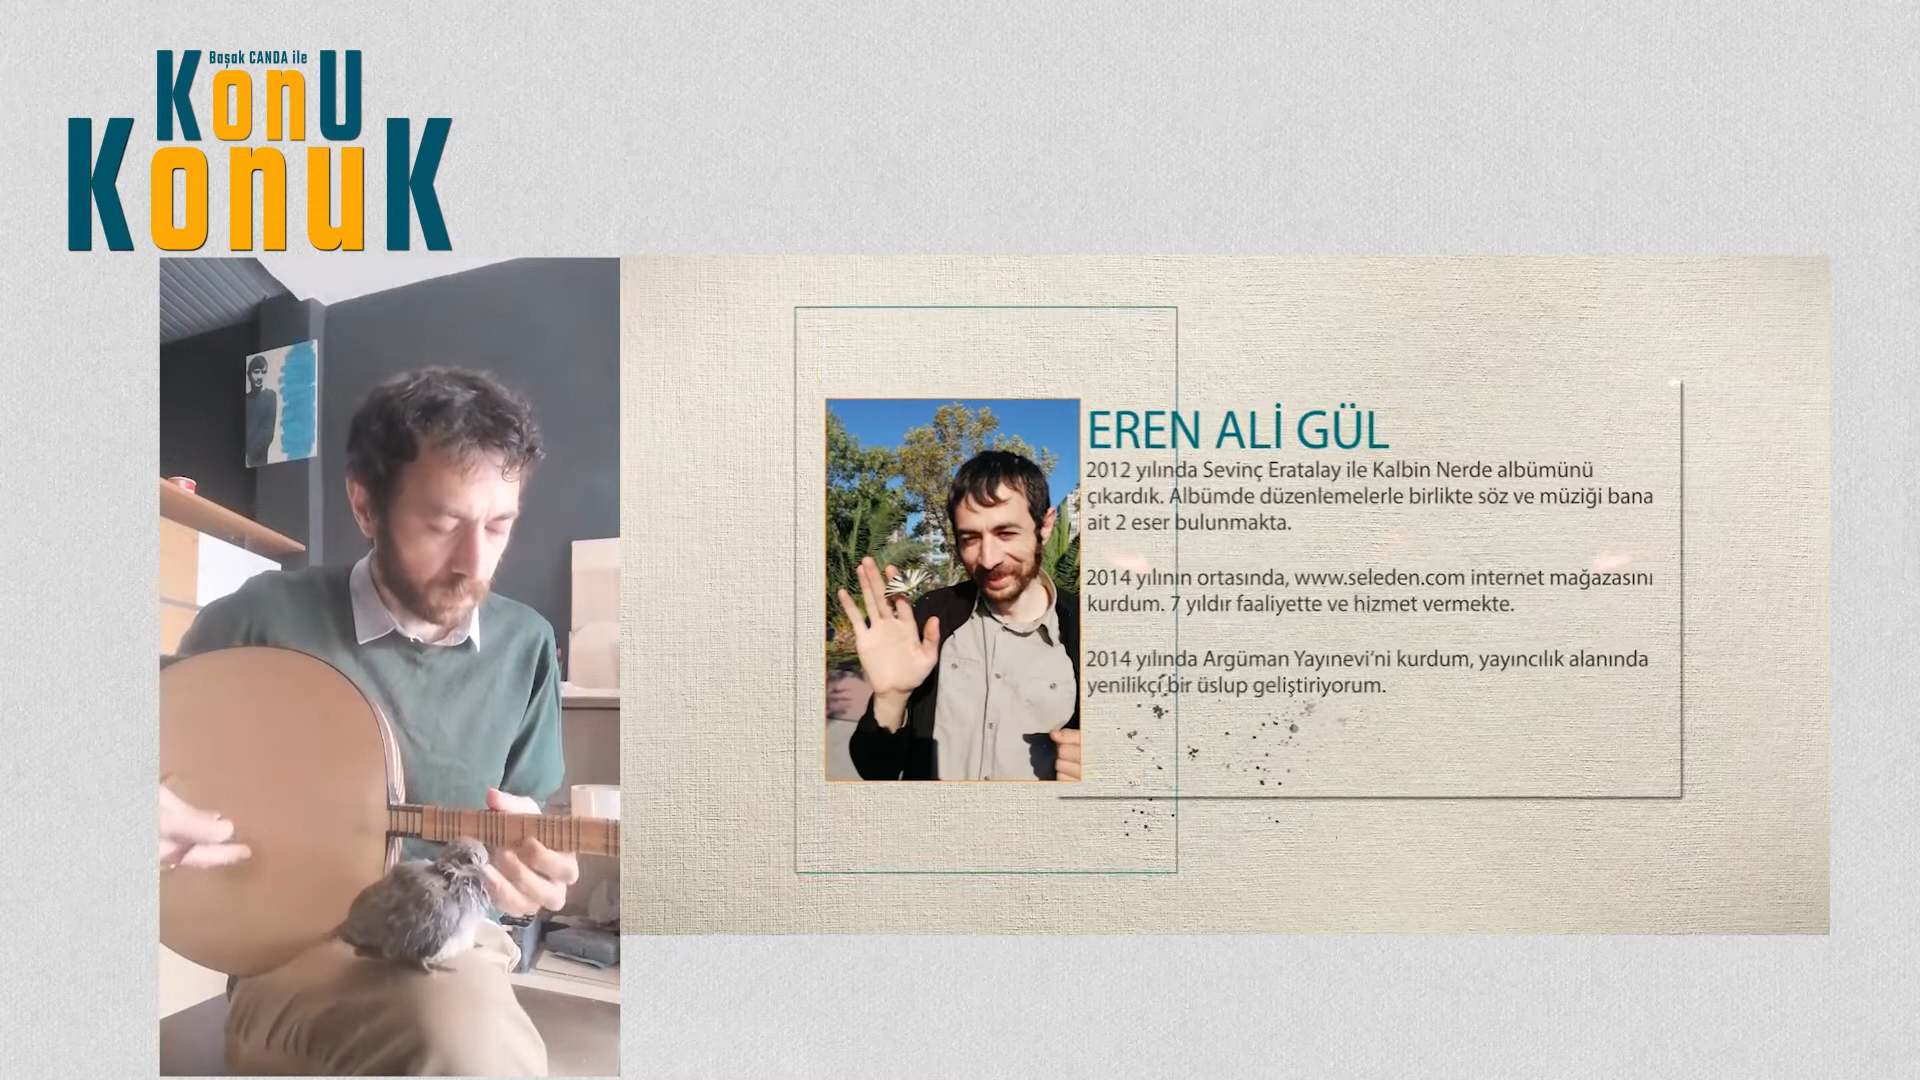 Başak CANDA ile
KonU
KonuK
EREN ALİ GÜL
2012 yılında Sevinç Eratalay ile Kalbin Nerde albümünü
çıkardık. Albümde düzenlemelerle birlikte söz ve müziği bana
ait 2 eser bulunmakta.
2014 yılının ortasında, www.seleden.com internet mağazasını
kurdum. 7 yıldır faaliyette ve hizmet vermekte.
2014 yılında Argüman Yayınevi'ni kurdum, yayıncılık alanında
yenilikçi bir üslup geliştiriyorum.